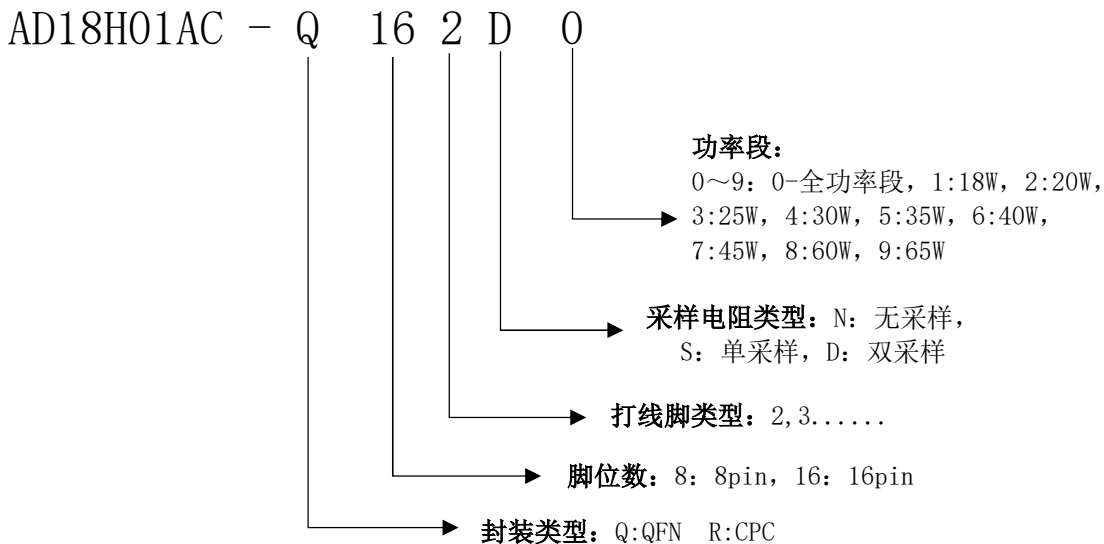 AD18H01AC - Q 16 2 D 0
功率段：
0～9：0-全功率段，1:18W，2:20W，
3:25W，4:30W，5:35W，6:40W，
7:45W，8:60W，9:65W
采样电阻类型：N：无采样，
S：单采样，D：双采样
打线脚类型：2,3......
脚位数：8：8pin，16：16pin
封装类型：Q:QFN R:CPC